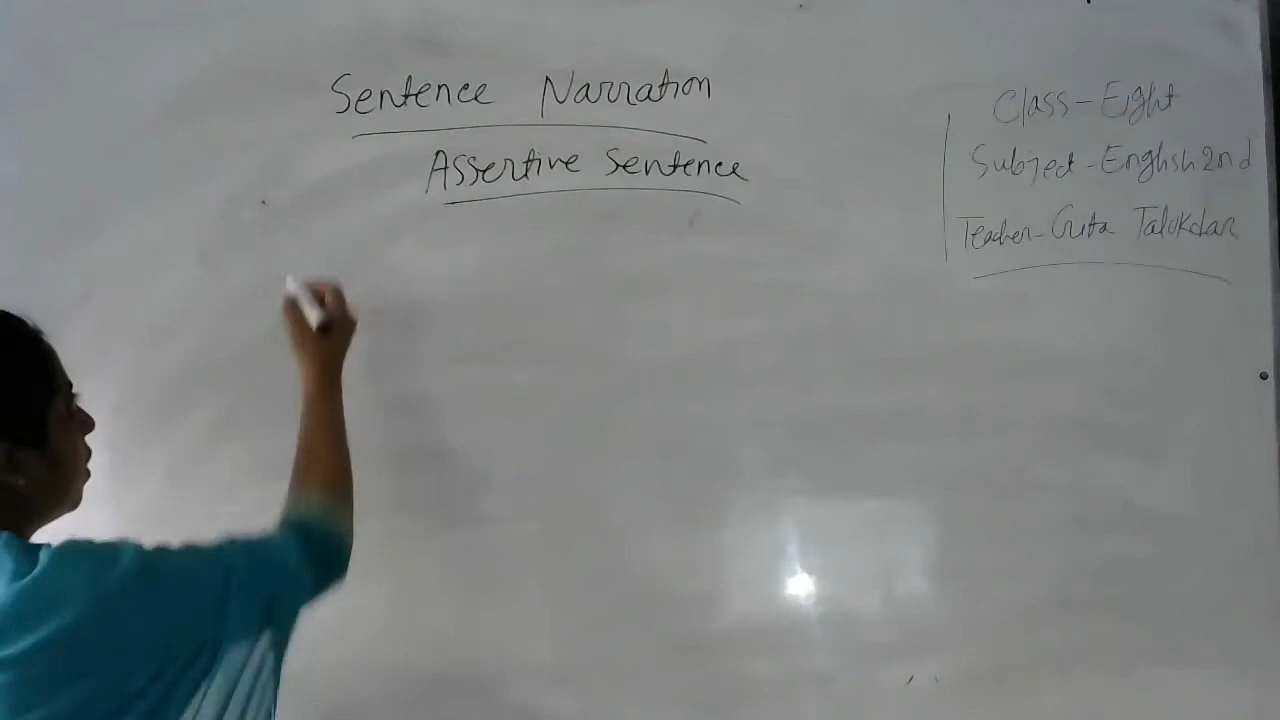 Sentence Narration
Assertive Sentence
Class-Eight
Subject-English 2nd
Teacher-Gita Talukdar